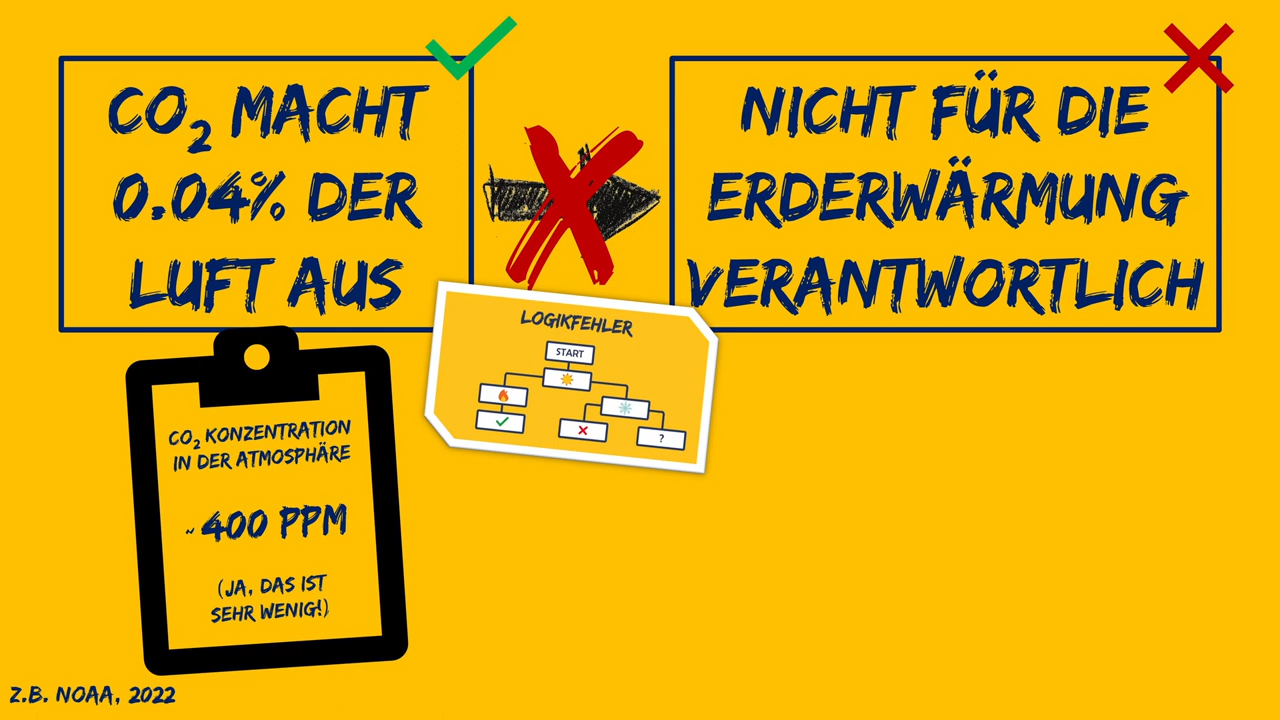 CO₂ MACHT
0.04% DER
LUFT AUS
NICHT FÜR DIE
ERDERWÄRMUNG
VERANTWORTLICH
LOGIKFEHLER
START
?
CO₂ KONZENTRATION
IN DER ATMOSPHÄRE
~400 PPM
(JA, DAS IST
SEHR WENIG!)
Z.B. NOAA, 2022